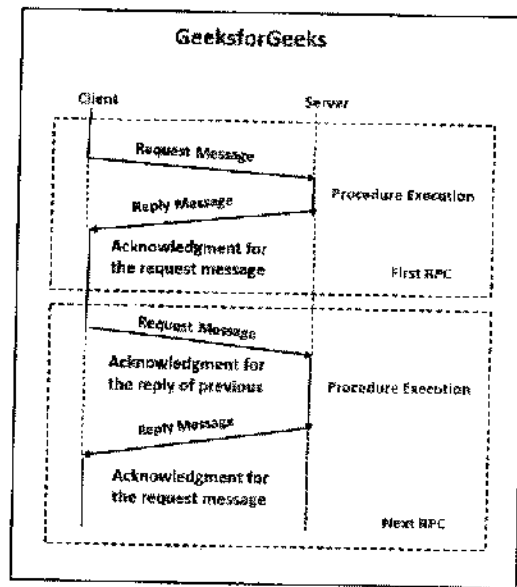 GeeksforGeeks
Client
Server
Request Message
Procedure Execution
Reply Message
Acknowledgment for
the request message
First RPC
Request Message
Acknowledgment for
the reply of previous
Procedure Execution
Reply Message
Acknowledgment for
the request message
Next RPC